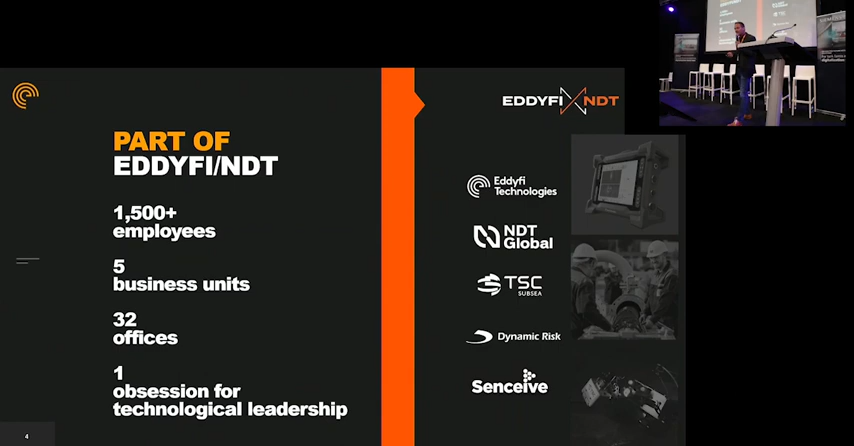 PART OF
EDDYFI/NDT
1,500+
employees
5
business units
32
offices
1
obsession for
technological leadership
4
EDDYFI NDT
Eddyfi
Technologies
NDT
Global
TSC
SUBSEA
Dynamic Risk
Senceive